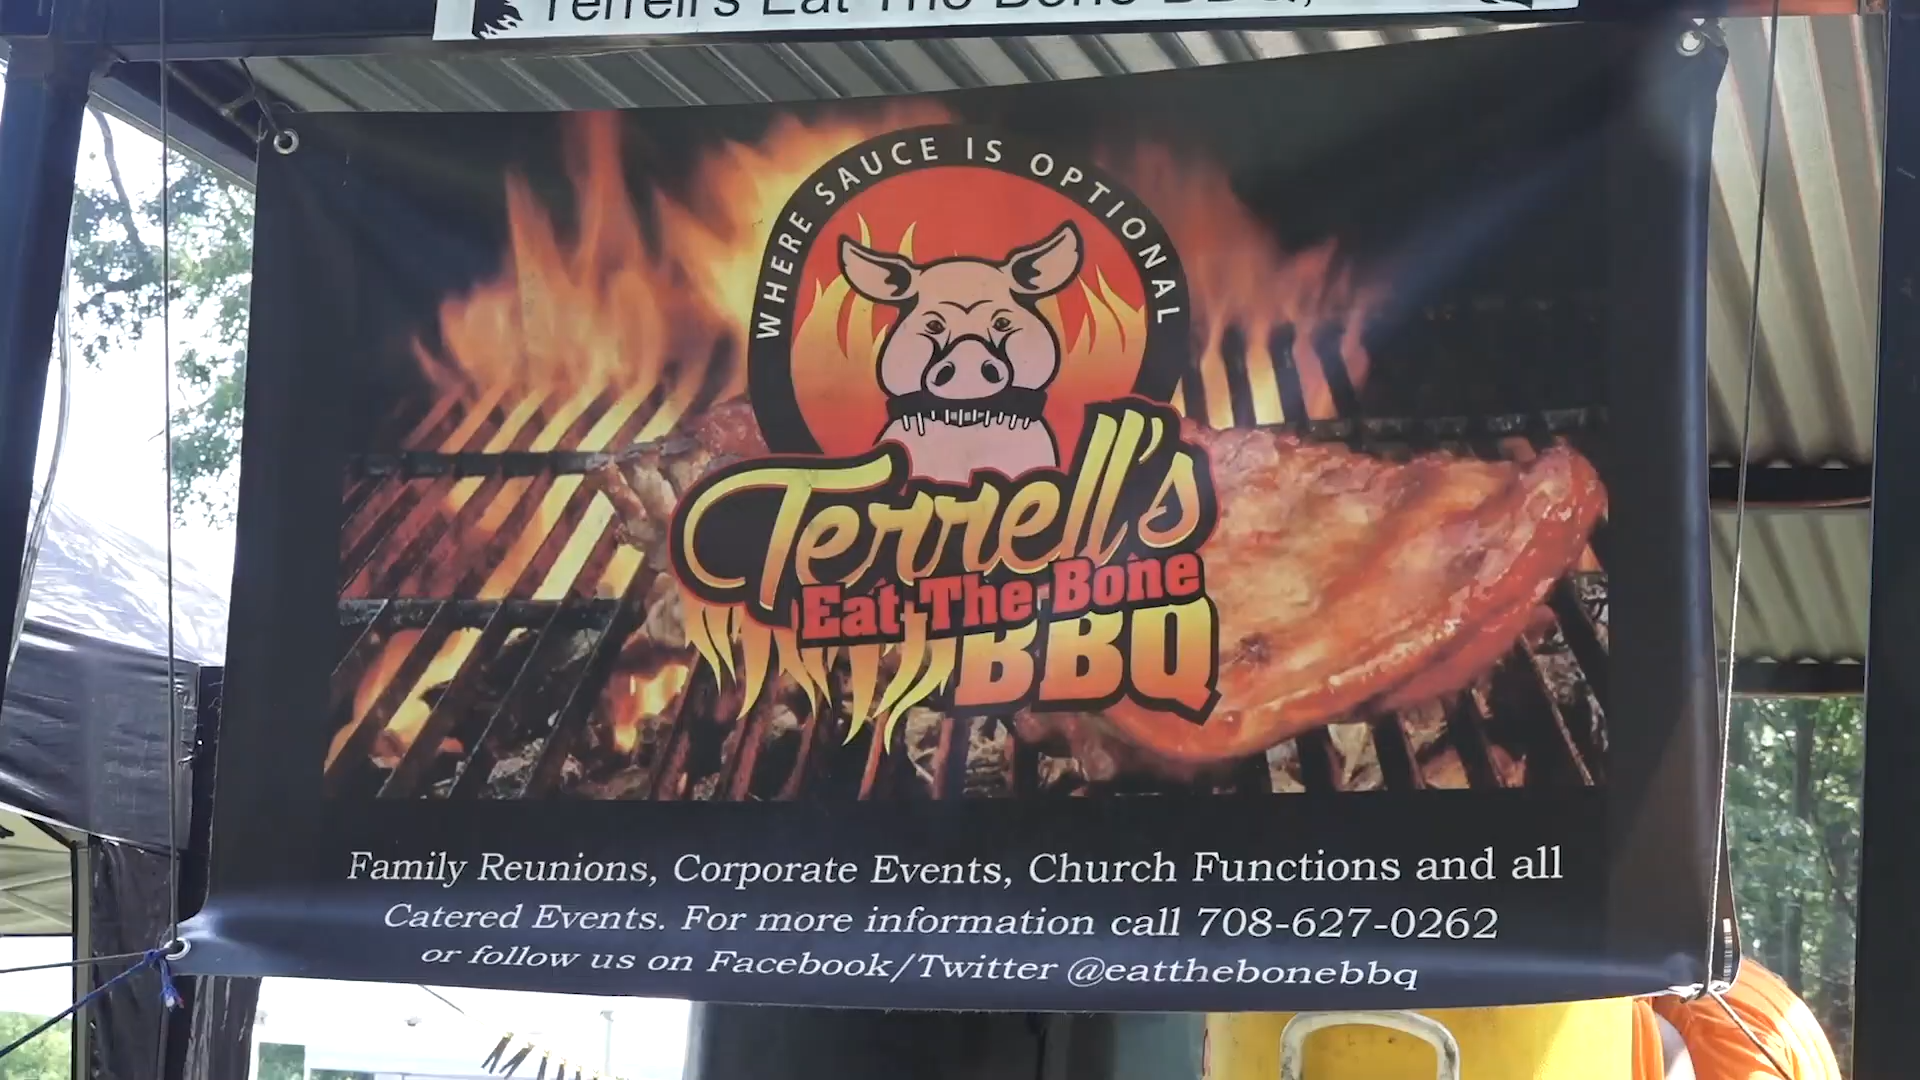 Terrell's Eat The Bone BBQ,
WHERE SAUCE IS OPTIONAL
Terrell's
Eat The Bone
BBQ
Family Reunions, Corporate Events, Church Functions and all
Catered Events. For more information call 708-627-0262
or follow us on Facebook/Twitter @eatthebonebbq